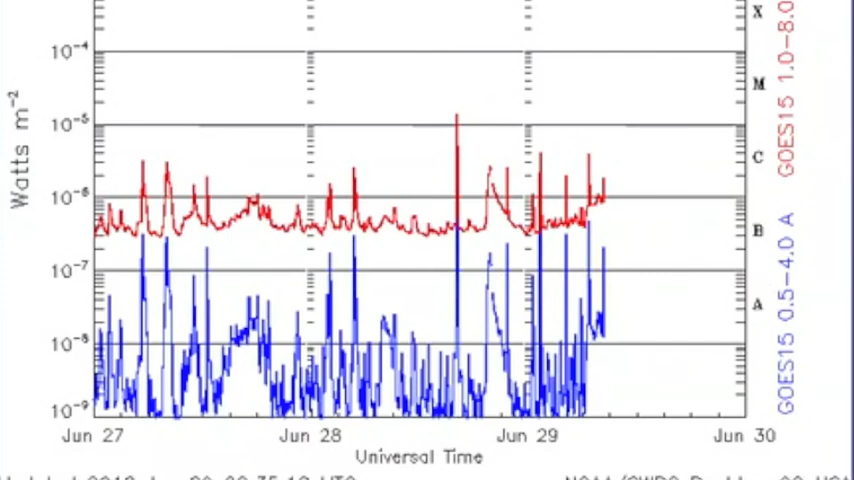 X
10⁻⁴
M
10⁻⁵
C
10⁻⁶
B
10⁻⁷
A
10⁻⁸
10⁻⁹
Watts m⁻²
GOES15 1.0-8.0
GOES15 0.5-4.0 A
Jun 27 Jun 28 Jun 29 Jun 30
Universal Time